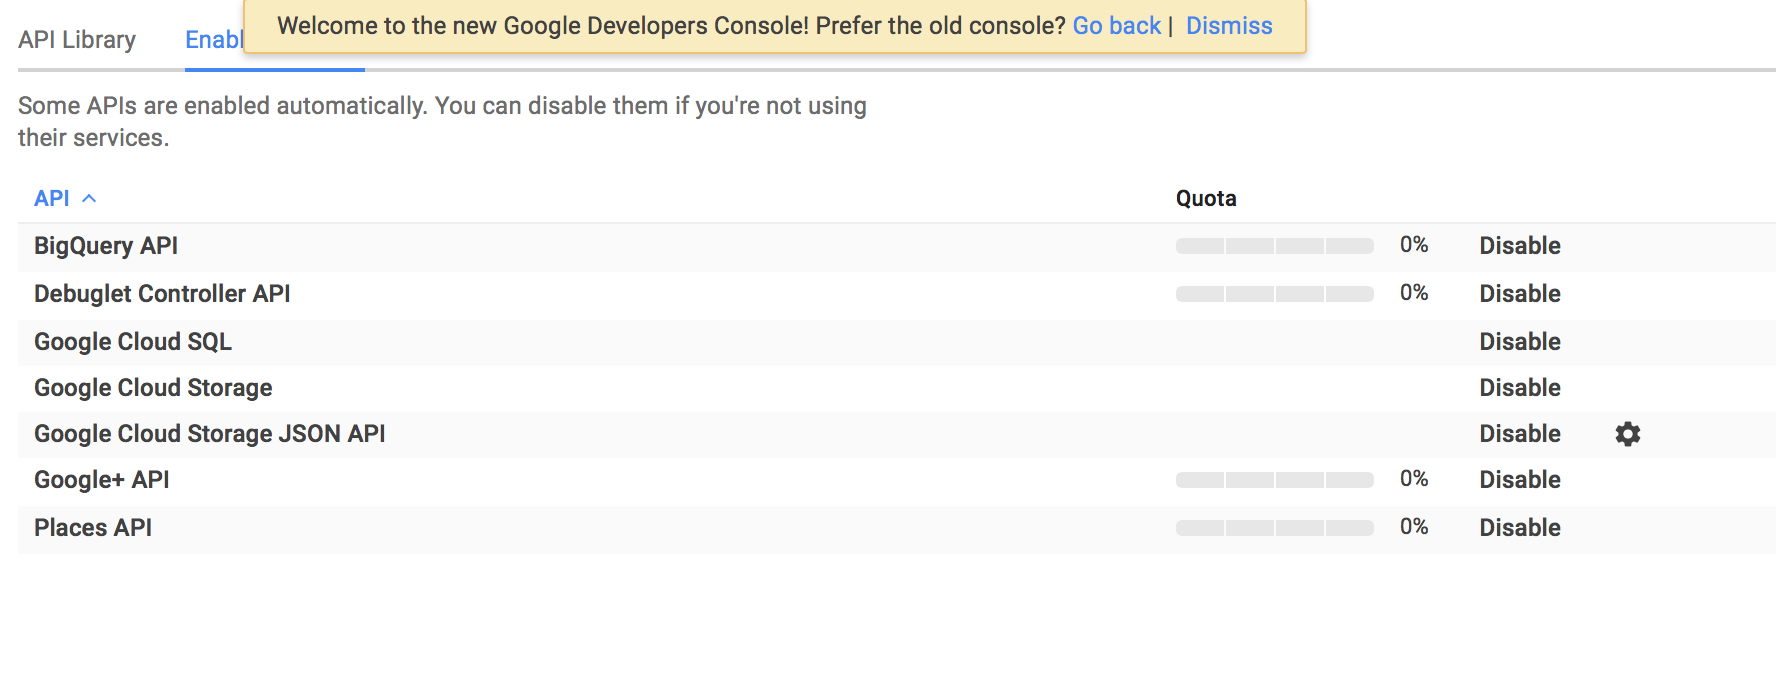 Welcome to the new Google Developers Console! Prefer the old console? Go back | Dismiss
API Library
Some APIs are enabled automatically. You can disable them if you're not using
their services.
API Quota
BigQuery API 0% Disable
Debuglet Controller API 0% Disable
Google Cloud SQL Disable
Google Cloud Storage Disable
Google Cloud Storage JSON API Disable
Google+ API 0% Disable
Places API 0% Disable